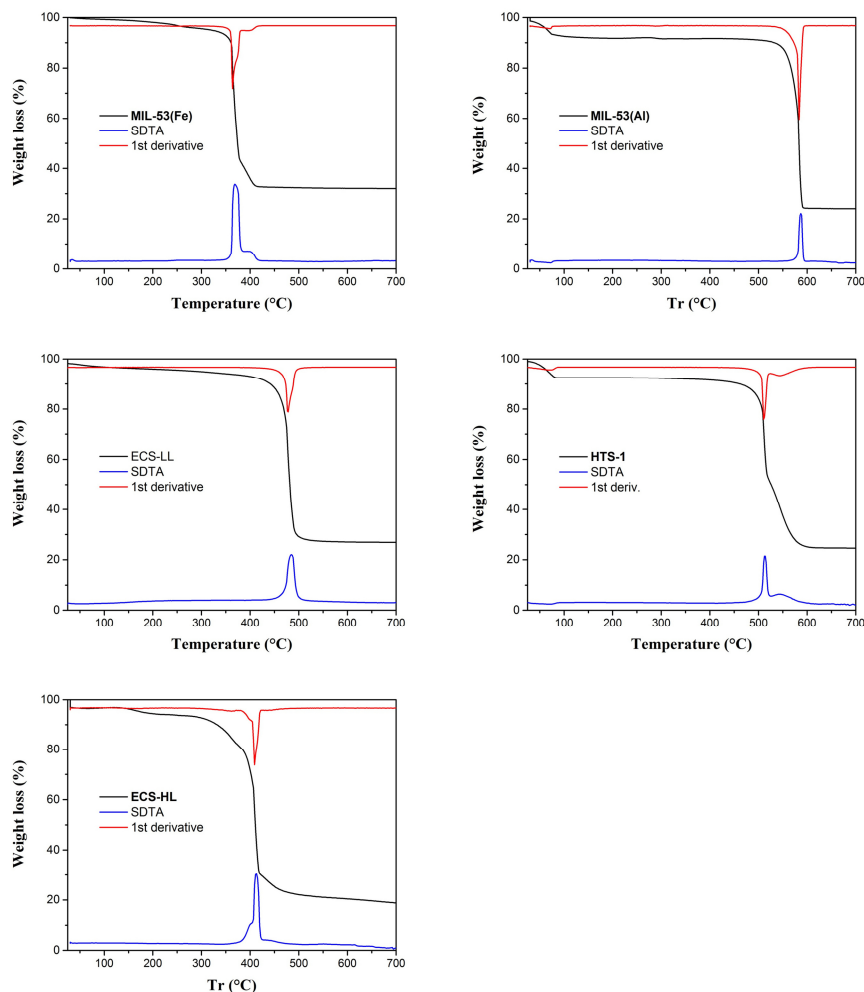 100
80
60
40
20
0
Weight loss (%)
MIL-53(Fe)
SDTA
1st derivative
100 200 300 400 500 600 700
Temperature (°C)
100
80
60
40
20
0
Weight (%)
MIL-53(Al)
SDTA
1st derivative
100 200 300 400 500 600 700
Tr (°C)
100
80
60
40
20
0
Weight loss (%)
ECS-LL
SDTA
1st derivative
100 200 300 400 500 600 700
Temperature (°C)
100
80
60
40
20
0
Weight loss (%)
HTS-1
SDTA
1st deriv.
100 200 300 400 500 600 700
Temperature (°C)
100
80
60
40
20
0
Weight loss (%)
ECS-HL
SDTA
1st derivative
100 200 300 400 500 600 700
Tr (°C)